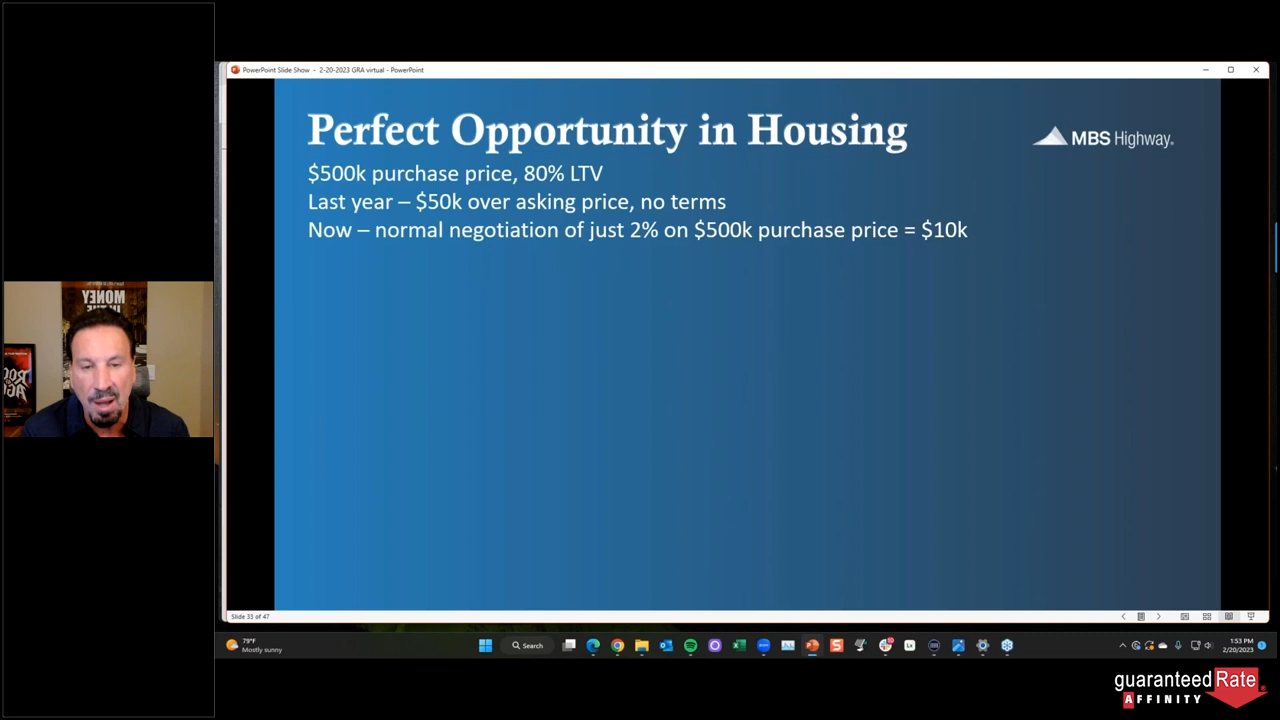 PowerPoint Slide Show - 2-20-2023 GRA virtual - PowerPoint
Perfect Opportunity in Housing
MBS Highway
$500k purchase price, 80% LTV
Last year – $50k over asking price, no terms
Now – normal negotiation of just 2% on $500k purchase price = $10k
MONEY
Slide 33 of 47
79°F
Mostly sunny
Search
1:53 PM
2/20/2023
guaranteed Rate
AFFINITY